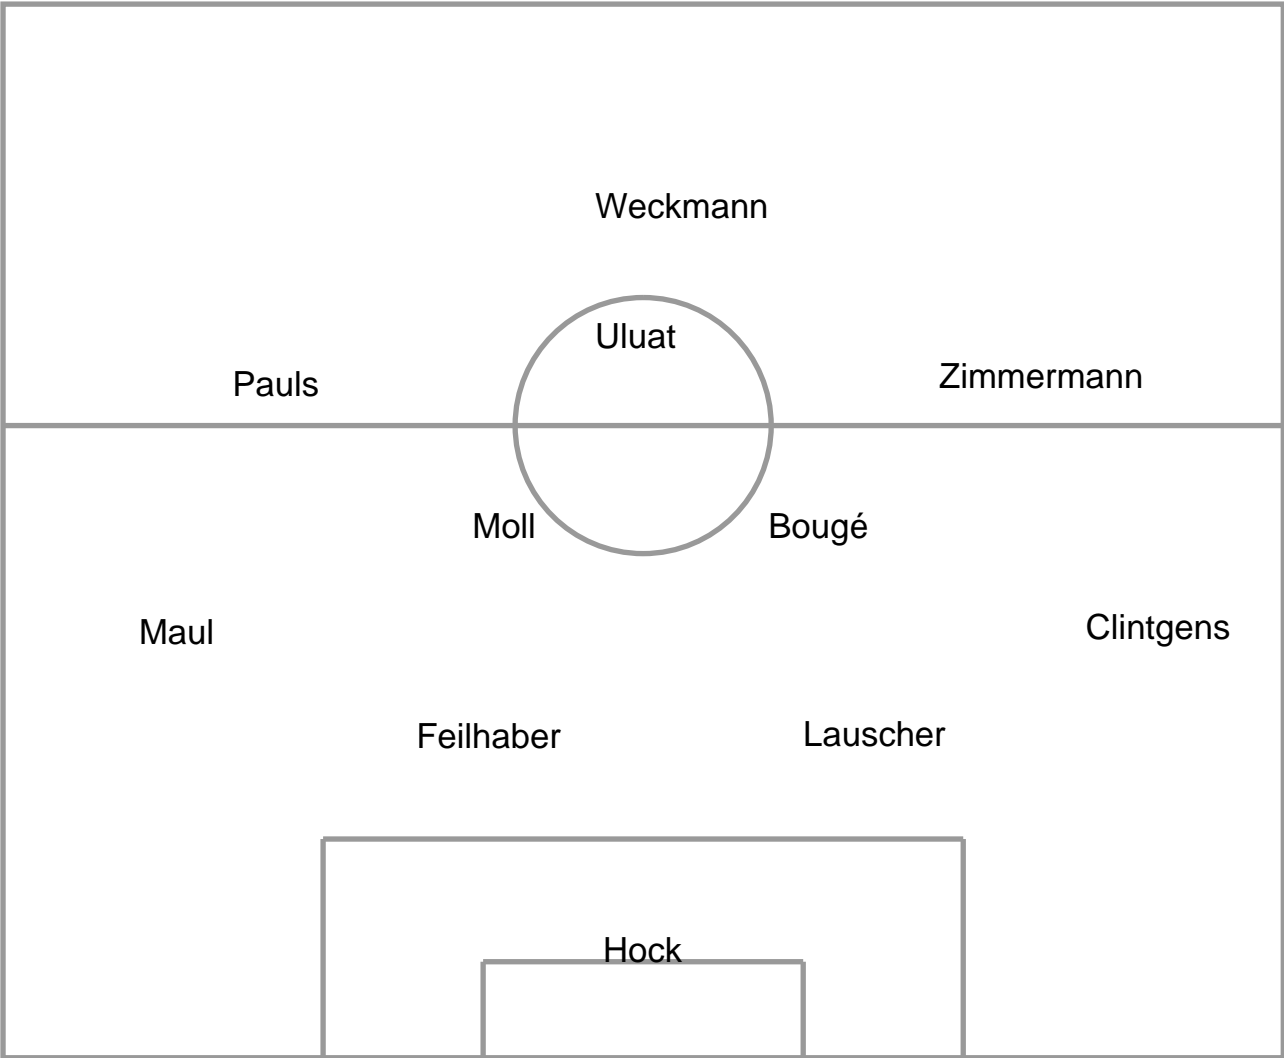 Weckmann
Uluat
Pauls
Zimmermann
Moll
Bougé
Maul
Clintgens
Feilhaber
Lauscher
Hock